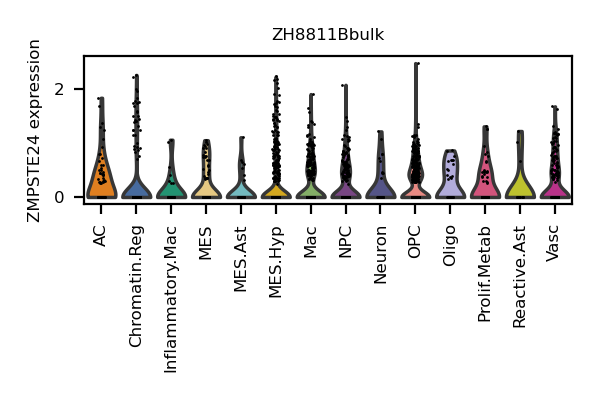 ZH8811Bbulk
ZMPSTE24 expression
2
0
AC
Chromatin.Reg
Inflammatory.Mac
MES
MES.Ast
MES.Hyp
Mac
NPC
Neuron
OPC
Oligo
Prolif.Metab
Reactive.Ast
Vasc